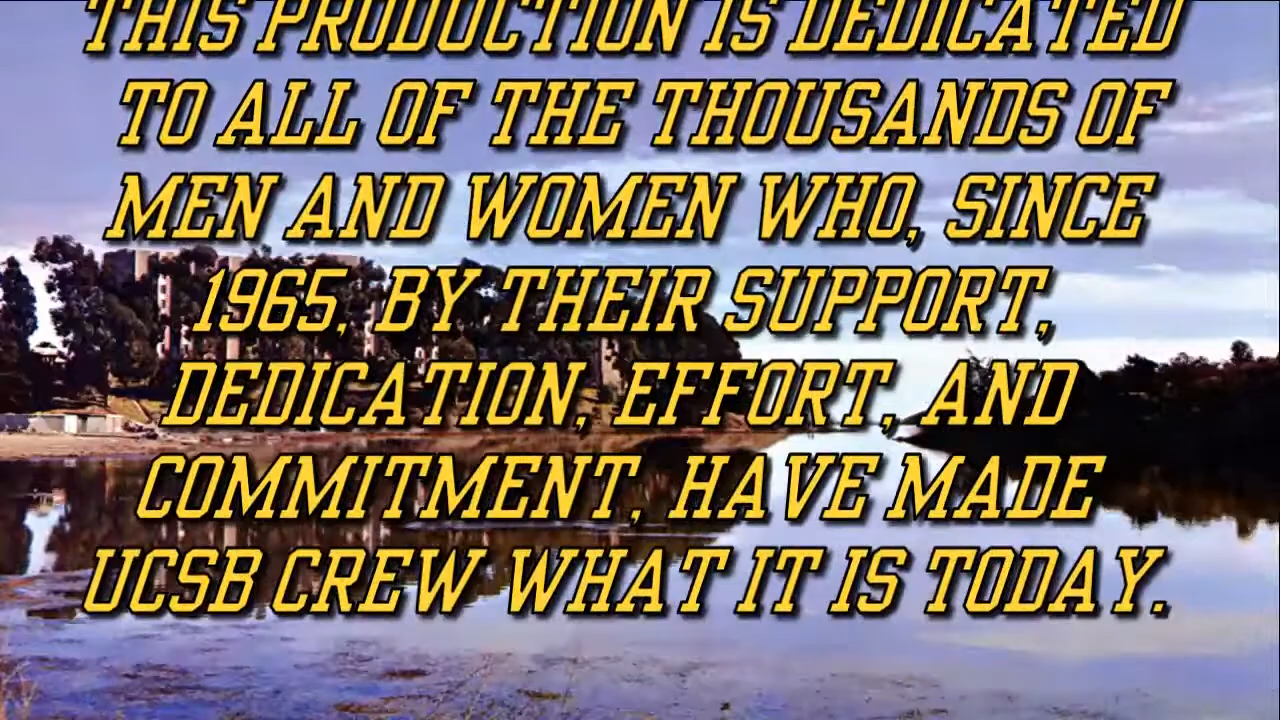 THIS PRODUCTION IS DEDICATED
TO ALL OF THE THOUSANDS OF
MEN AND WOMEN WHO, SINCE
1965, BY THEIR SUPPORT,
DEDICATION, EFFORT, AND
COMMITMENT, HAVE MADE
UCSB CREW WHAT IT IS TODAY.